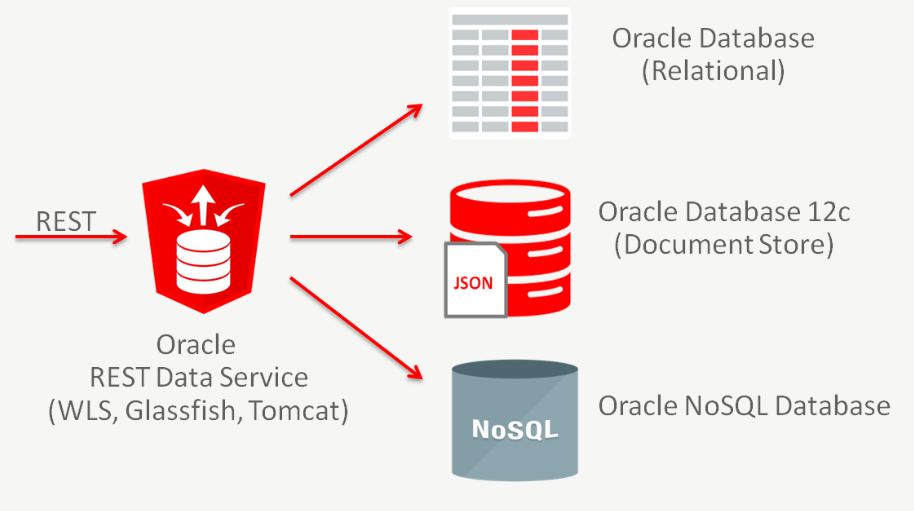 REST
Oracle
REST Data Service
(WLS, Glassfish, Tomcat)
Oracle Database
(Relational)
JSON
Oracle Database 12c
(Document Store)
NoSQL
Oracle NoSQL Database